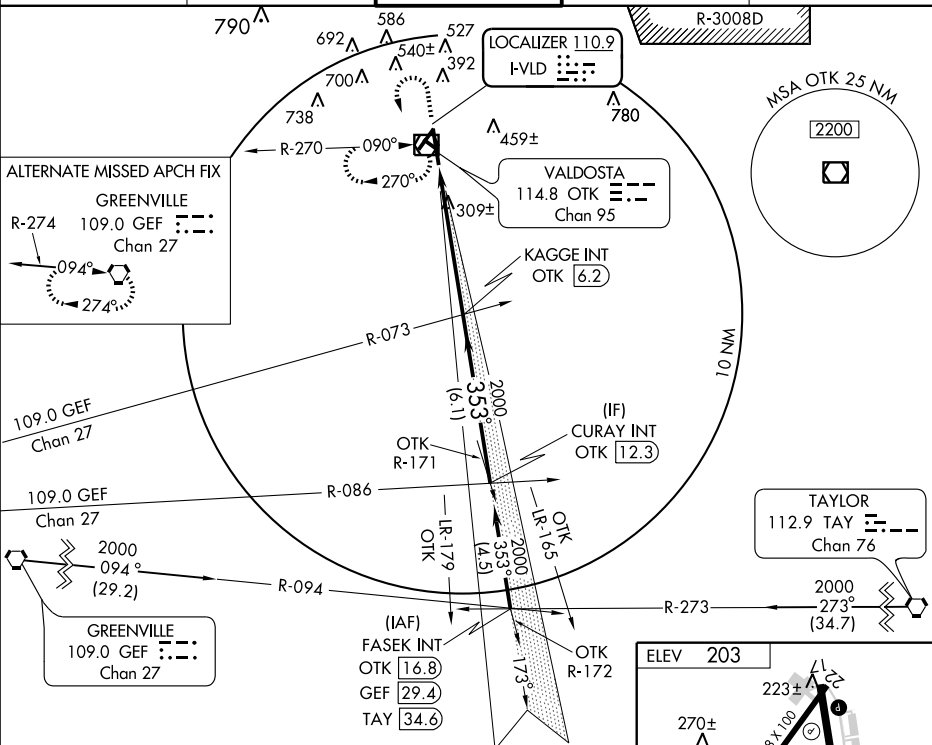 790
586
692
540±
527
392
700
738
LOCALIZER 110.9
I-VLD
R-3008D
780
459±
MSA OTK 25 NM
2200
R-270
090°
270°
VALDOSTA
114.8 OTK
Chan 95
309±
ALTERNATE MISSED APCH FIX
GREENVILLE
109.0 GEF
Chan 27
R-274
094°
274°
KAGGE INT
OTK 6.2
R-073
10 NM
109.0 GEF
Chan 27
2000
353°
(6.1)
(IF)
CURAY INT
OTK 12.3
OTK
R-171
R-086
109.0 GEF
Chan 27
LR-179
OTK
OTK
LR-165
2000
353°
(4.5)
TAYLOR
112.9 TAY
Chan 76
2000
094°
(29.2)
R-094
R-273
2000
273°
(34.7)
GREENVILLE
109.0 GEF
Chan 27
(IAF)
FASEK INT
OTK 16.8
GEF 29.4
TAY 34.6
173°
OTK
R-172
ELEV 203
223±
217
22
270±
8 X 100
P
P